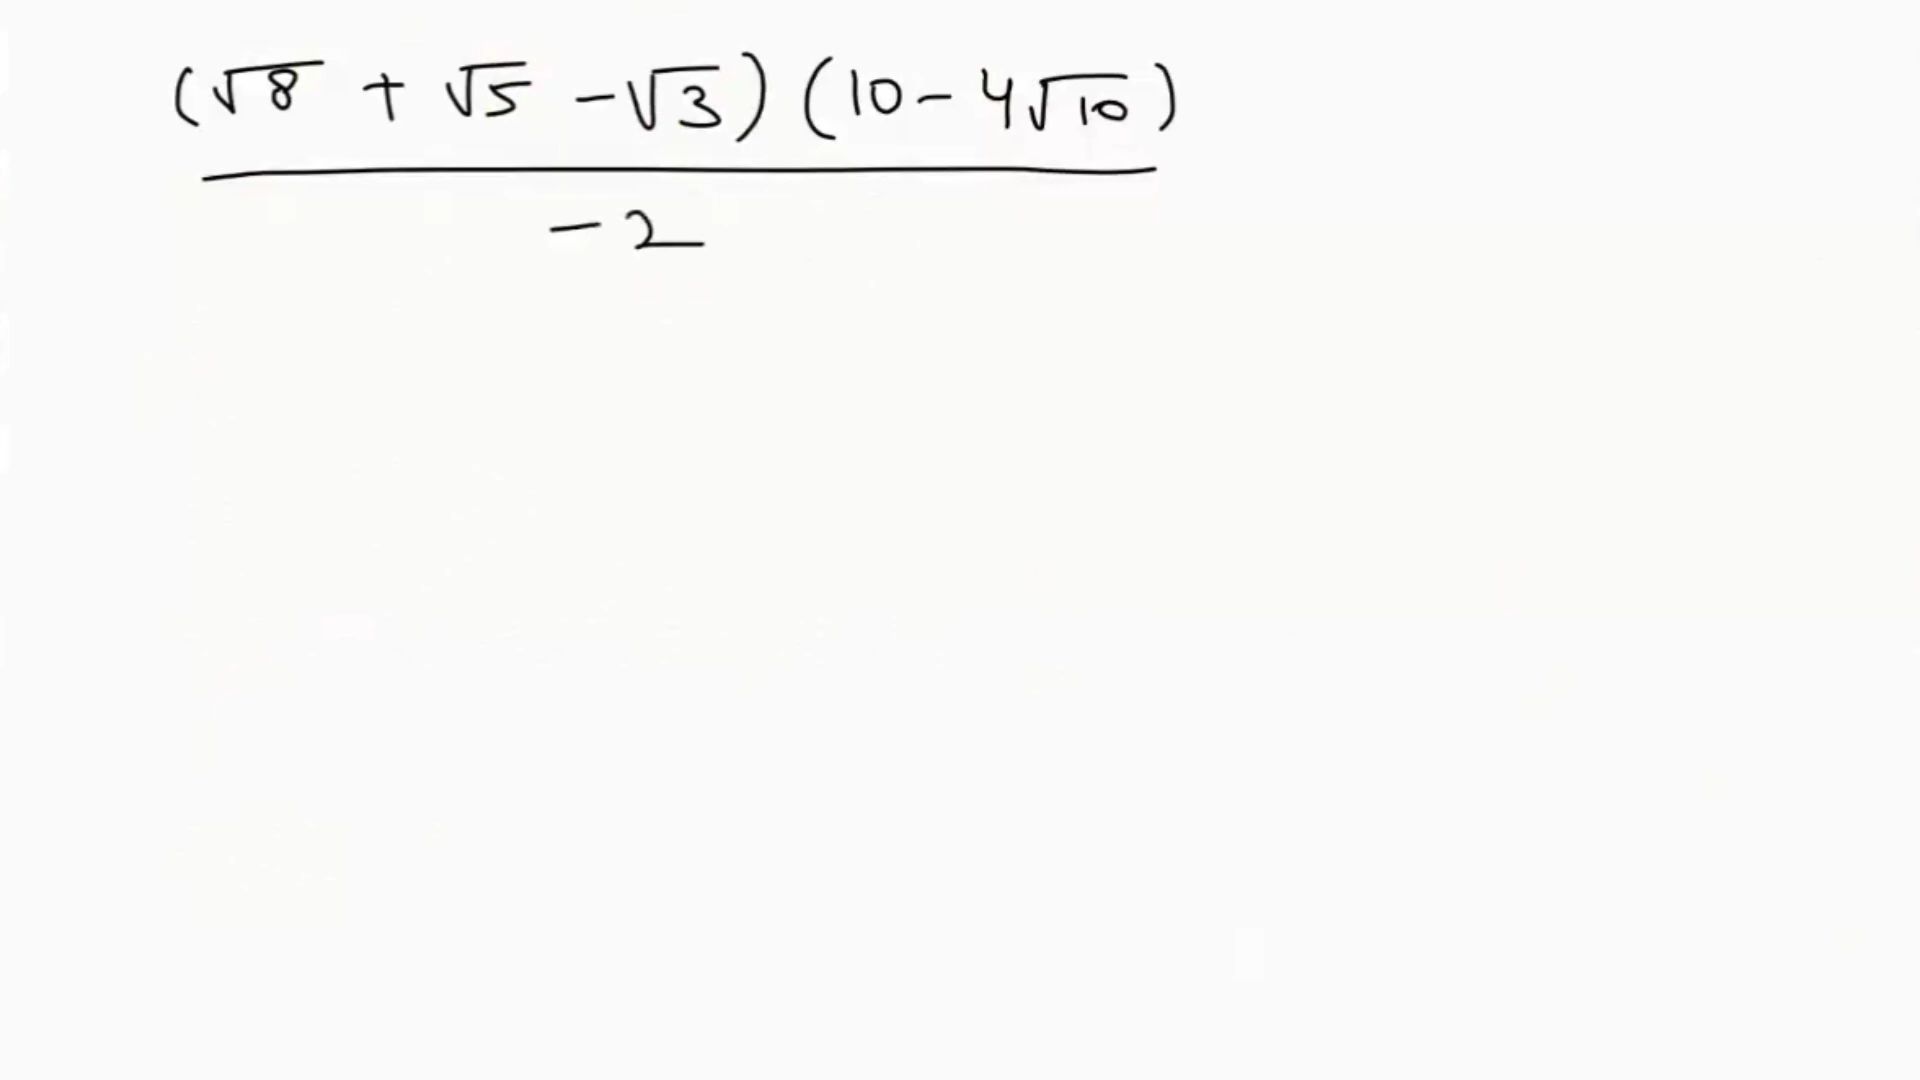 (√8 + √5 - √3) (10 - 4√10)
- 2